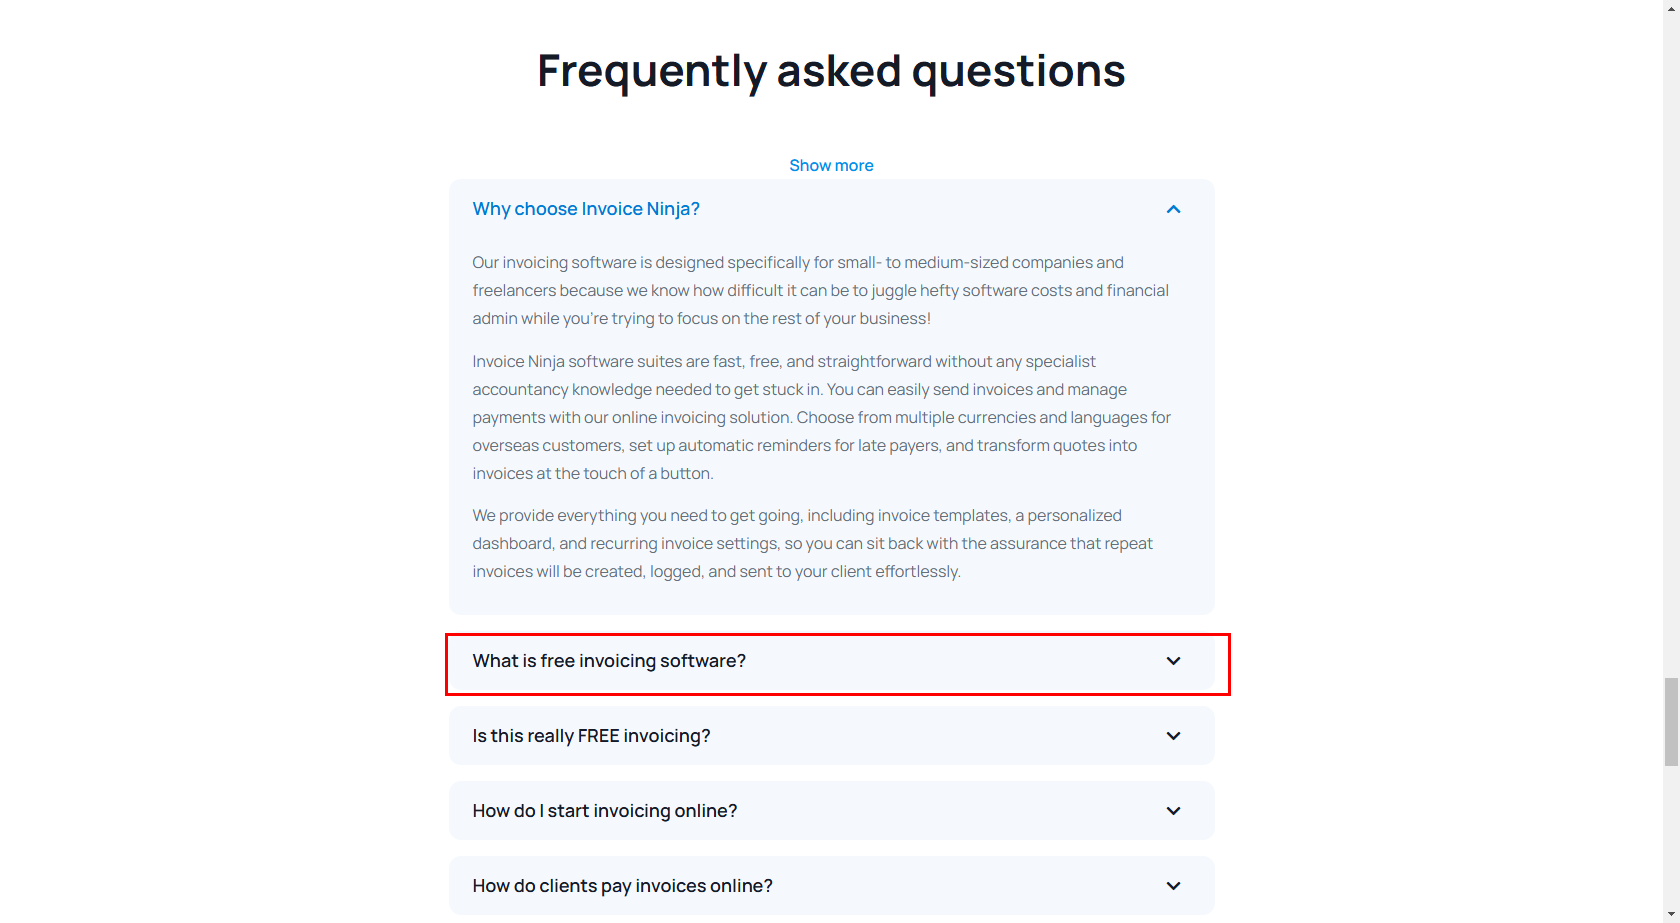 Frequently asked questions
Show more
Why choose Invoice Ninja?
Our invoicing software is designed specifically for small- to medium-sized companies and
freelancers because we know how difficult it can be to juggle hefty software costs and financial
admin while you’re trying to focus on the rest of your business!
Invoice Ninja software suites are fast, free, and straightforward without any specialist
accountancy knowledge needed to get stuck in. You can easily send invoices and manage
payments with our online invoicing solution. Choose from multiple currencies and languages for
overseas customers, set up automatic reminders for late payers, and transform quotes into
invoices at the touch of a button.
We provide everything you need to get going, including invoice templates, a personalized
dashboard, and recurring invoice settings, so you can sit back with the assurance that repeat
invoices will be created, logged, and sent to your client effortlessly.
What is free invoicing software?
Is this really FREE invoicing?
How do I start invoicing online?
How do clients pay invoices online?